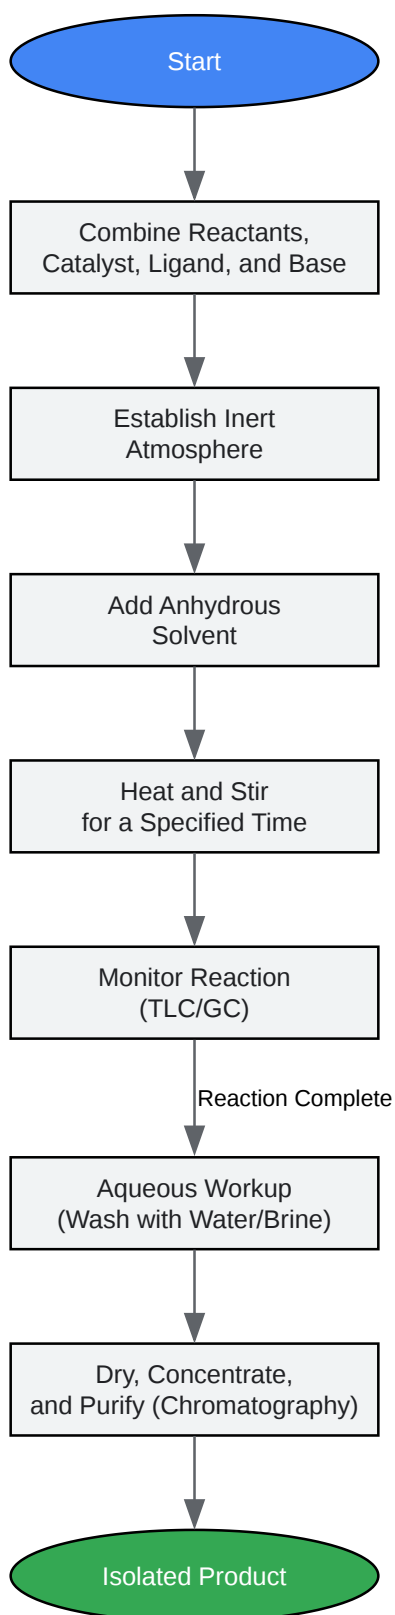 Start
Combine Reactants,
Catalyst, Ligand, and Base
Establish Inert
Atmosphere
Add Anhydrous
Solvent
Heat and Stir
for a Specified Time
Monitor Reaction
(TLC/GC)
Reaction Complete
Aqueous Workup
(Wash with Water/Brine)
Dry, Concentrate,
and Purify (Chromatography)
Isolated Product